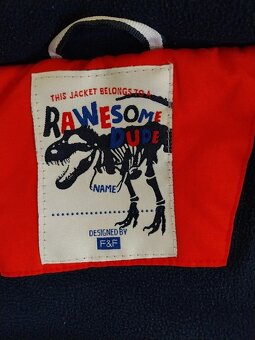 THIS JACKET BELONGS TO A
RAWESOME
DUDE
NAME
DESIGNED BY
F&F